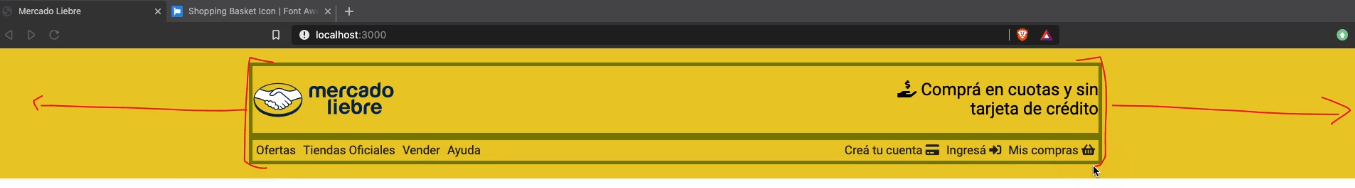 Mercado Liebre
Shopping Basket Icon | Font Aw
localhost:3000
mercado
liebre
Comprá en cuotas y sin
tarjeta de crédito
Ofertas Tiendas Oficiales Vender Ayuda
Creá tu cuenta Ingresá Mis compras